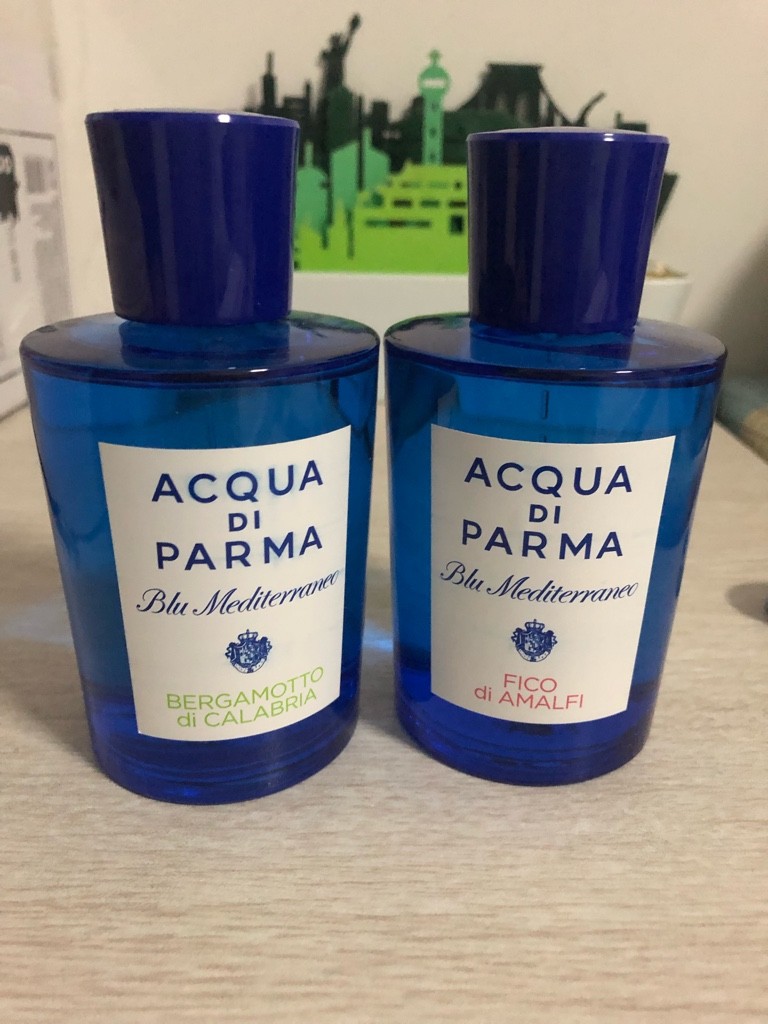 ACQUA
DI
PARMA
Blu Mediterraneo
BERGAMOTTO
di CALABRIA
ACQUA
DI
PARMA
Blu Mediterraneo
FICO
di AMALFI